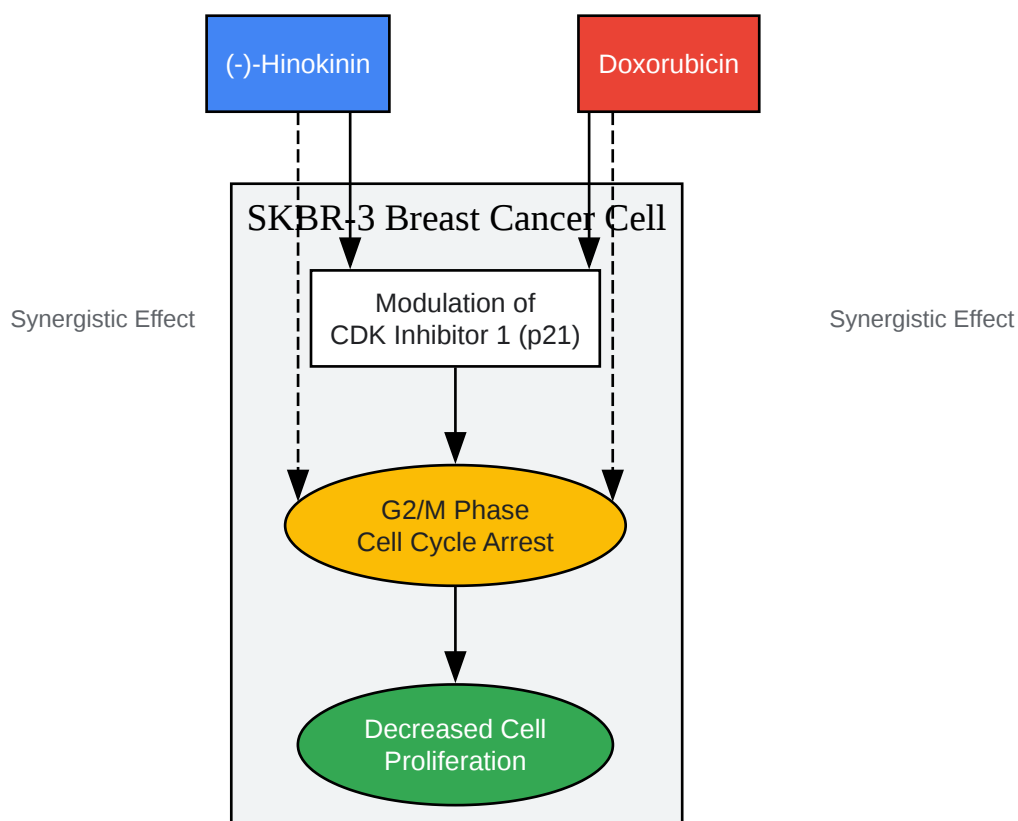 (-)-Hinokinin
Doxorubicin
SKBR-3 Breast Cancer Cell
Modulation of
CDK Inhibitor 1 (p21)
Synergistic Effect
Synergistic Effect
G2/M Phase
Cell Cycle Arrest
Decreased Cell
Proliferation